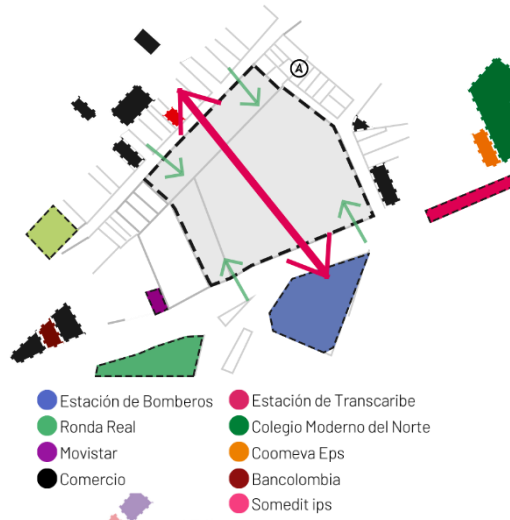 A
Estación de Bomberos
Ronda Real
Movistar
Comercio
Estación de Transcaribe
Colegio Moderno del Norte
Coomeva Eps
Bancolombia
Somedit ips